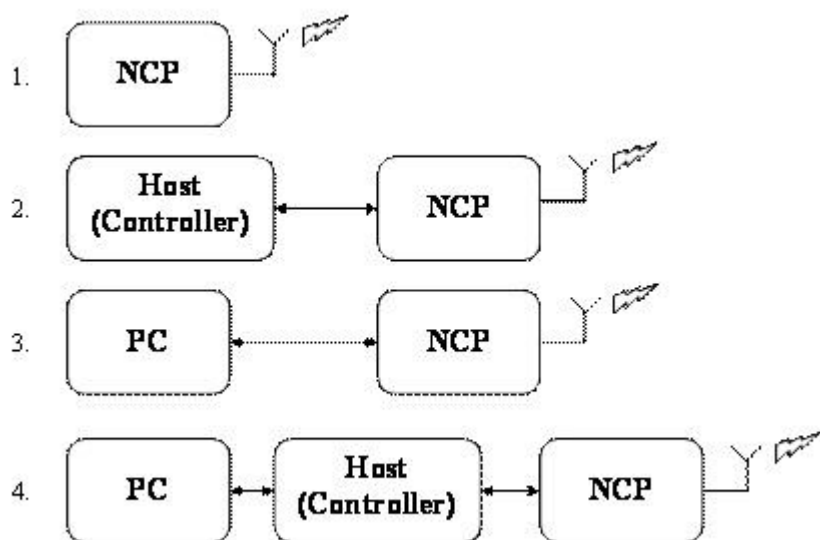 1. NCP
2. Host
(Controller) NCP
3. PC NCP
4. PC Host
(Controller) NCP